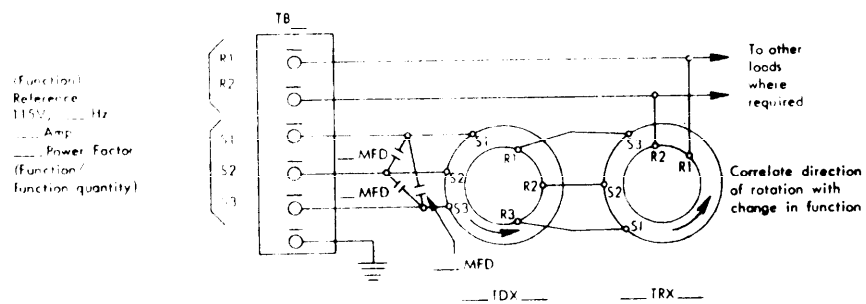 TB
R1
R2
S1
S2
S3
(Function)
Reference
115V, ___ Hz
___ Amp
___ Power Factor
(Function/
Function quantity)
___ MFD
___ MFD
___ MFD
S1
S2
S3
R1
R2
R3
___ TDX ___
S3
S2
S1
R2
R1
___ TRX ___
To other
loads
where
required
Correlate direction
of rotation with
change in function